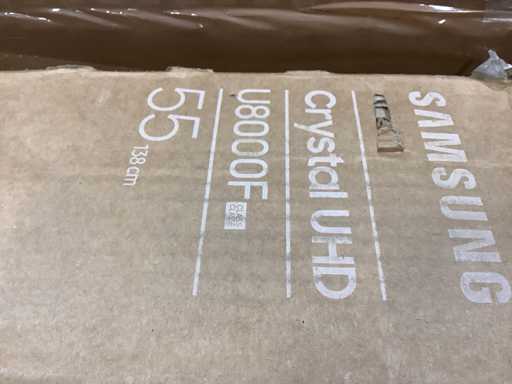 SAMSUNG
Crystal UHD
U8000F
55
138 cm